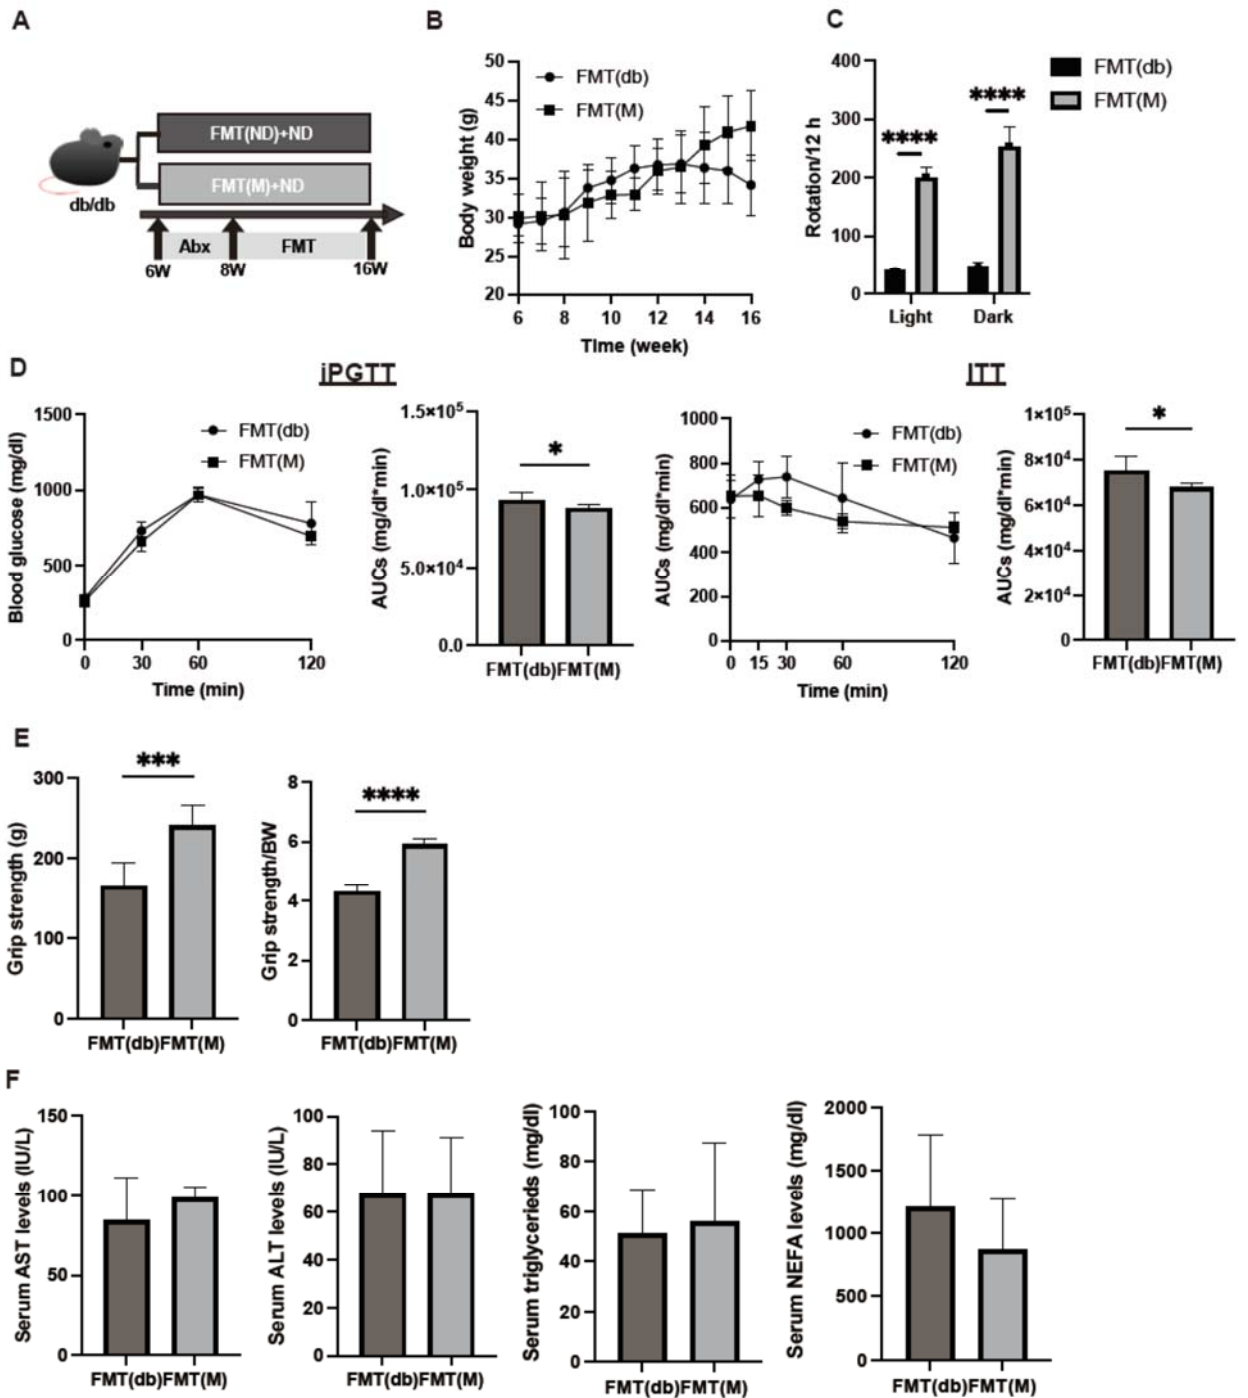 A
FMT(ND)+ND
FMT(M)+ND
db/db
Abx
FMT
6W
8W
16W
B
50
45
40
35
30
25
20
Body weight (g)
FMT(db)
FMT(M)
6
8
10
12
14
16
Time (week)
C
400
300
200
100
0
Rotation/12 h
****
****
Light
Dark
FMT(db)
FMT(M)
D
iPGTT
1500
1000
500
0
Blood glucose (mg/dl)
FMT(db)
FMT(M)
0
30
60
120
Time (min)
1.5×10⁵
1.0×10⁵
5.0×10⁴
0.0
AUCs (mg/dl*min)
*
FMT(db)FMT(M)
ITT
1000
800
600
400
200
0
AUCs (mg/dl*min)
FMT(db)
FMT(M)
0
15
30
60
120
Time (min)
1×10⁵
8×10⁴
6×10⁴
4×10⁴
2×10⁴
0
AUCs (mg/dl*min)
*
FMT(db)FMT(M)
E
300
200
100
0
Grip strength (g)
***
FMT(db)FMT(M)
8
6
4
2
0
Grip strength/BW
****
FMT(db)FMT(M)
F
150
100
50
0
Serum AST levels (IU/L)
FMT(db)FMT(M)
100
80
60
40
20
0
Serum ALT levels (IU/L)
FMT(db)FMT(M)
100
80
60
40
20
0
Serum triglycerieds (mg/dl)
FMT(db)FMT(M)
2000
1500
1000
500
0
Serum NEFA levels (mg/dl)
FMT(db)FMT(M)